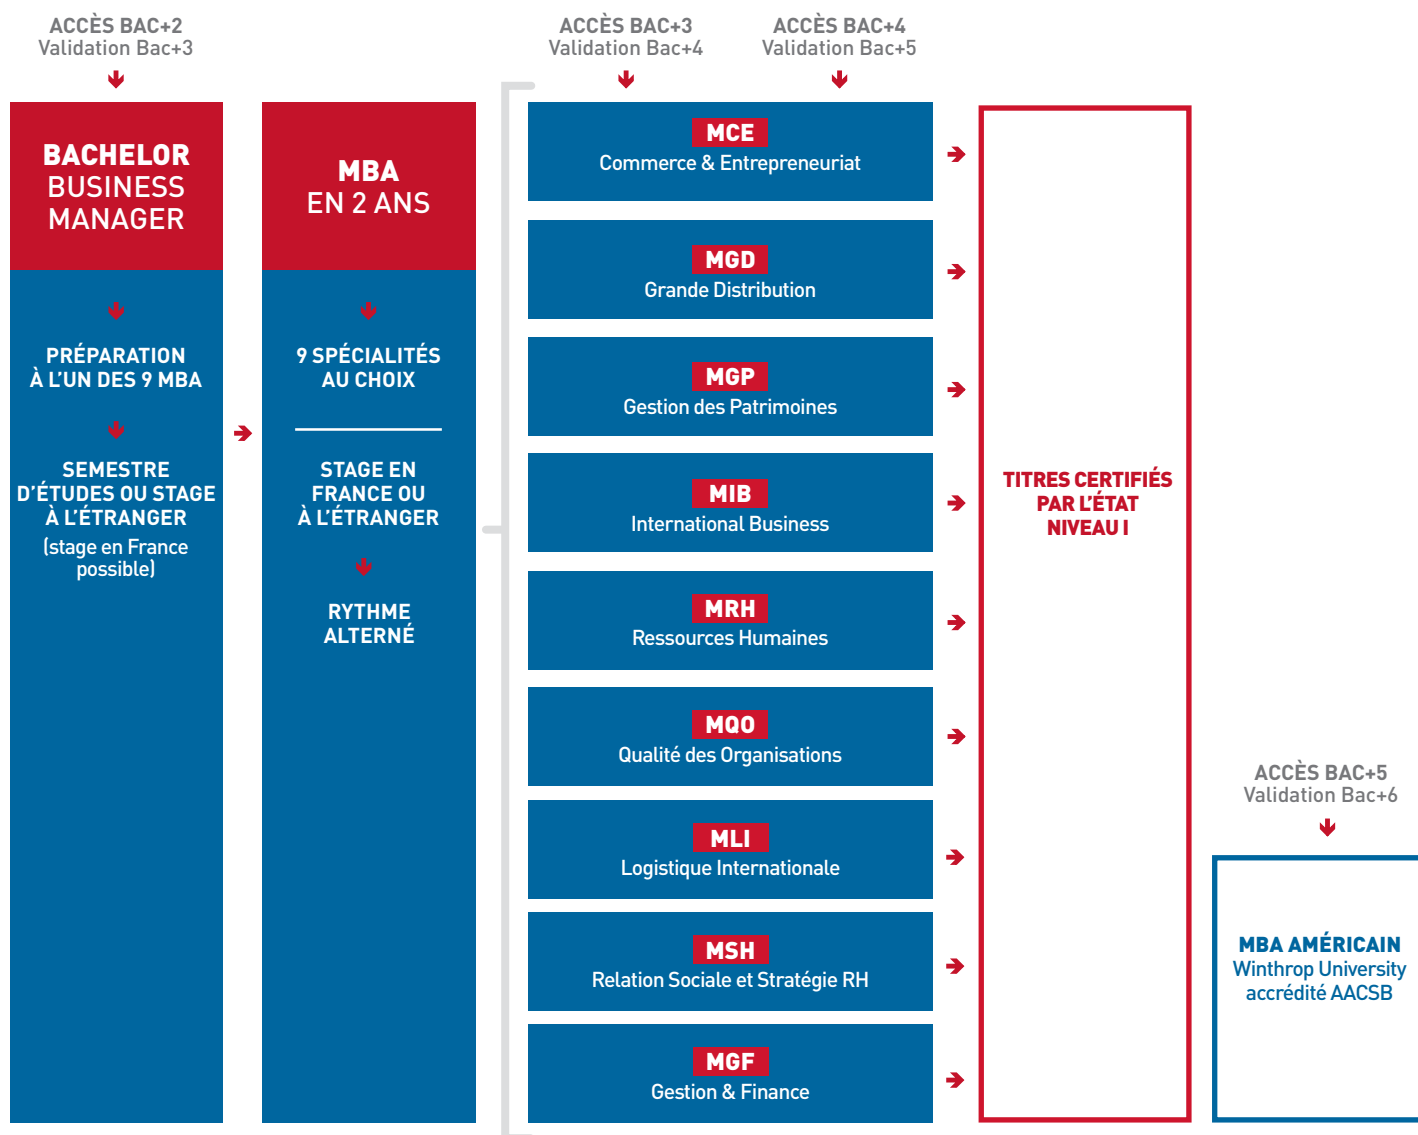 ACCÈS BAC+2
Validation Bac+3
BACHELOR
BUSINESS
MANAGER
PRÉPARATION
À L'UN DES 9 MBA
SEMESTRE
D'ÉTUDES OU STAGE
À L'ÉTRANGER
(stage en France
possible)
MBA
EN 2 ANS
9 SPÉCIALITÉS
AU CHOIX
STAGE EN
FRANCE OU
À L'ÉTRANGER
RYTHME
ALTERNÉ
ACCÈS BAC+3
Validation Bac+4
ACCÈS BAC+4
Validation Bac+5
MCE
Commerce & Entrepreneuriat
MGD
Grande Distribution
MGP
Gestion des Patrimoines
MIB
International Business
MRH
Ressources Humaines
MQO
Qualité des Organisations
MLI
Logistique Internationale
MSH
Relation Sociale et Stratégie RH
MGF
Gestion & Finance
TITRES CERTIFIÉS
PAR L'ÉTAT
NIVEAU I
ACCÈS BAC+5
Validation Bac+6
MBA AMÉRICAIN
Winthrop University
accrédité AACSB